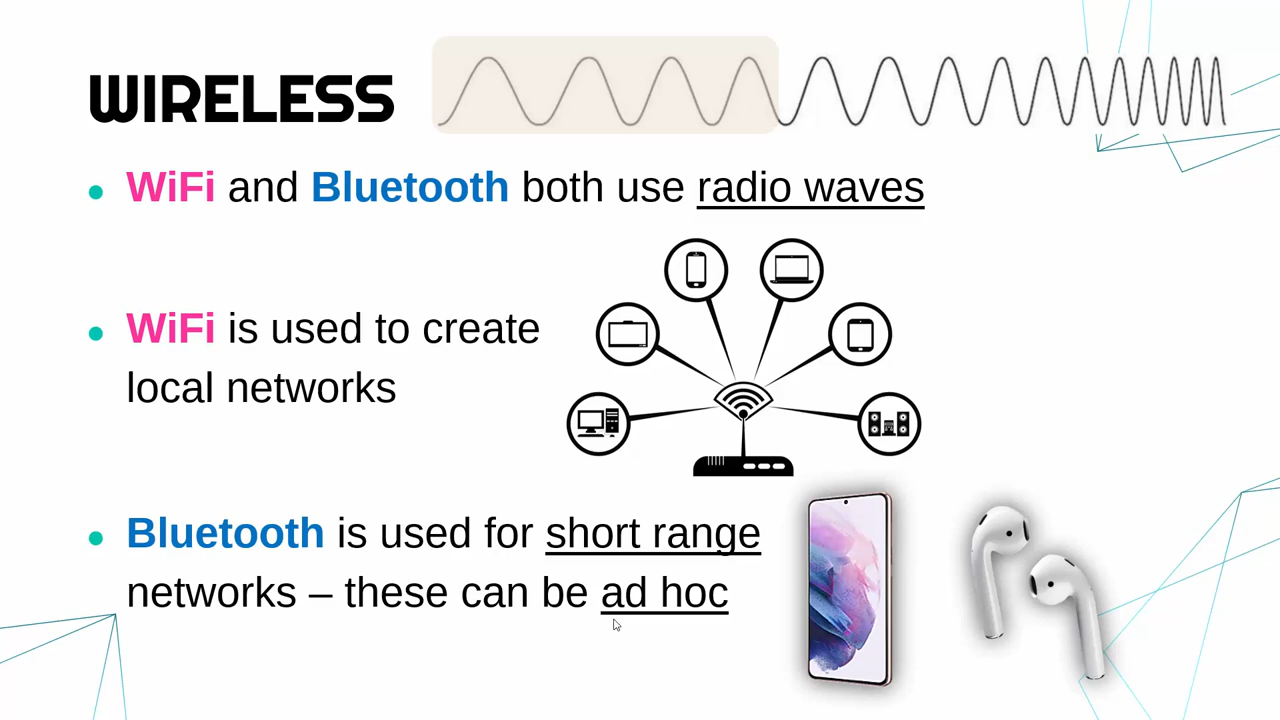 WIRELESS
WiFi and Bluetooth both use radio waves
WiFi is used to create
local networks
Bluetooth is used for short range
networks – these can be ad hoc